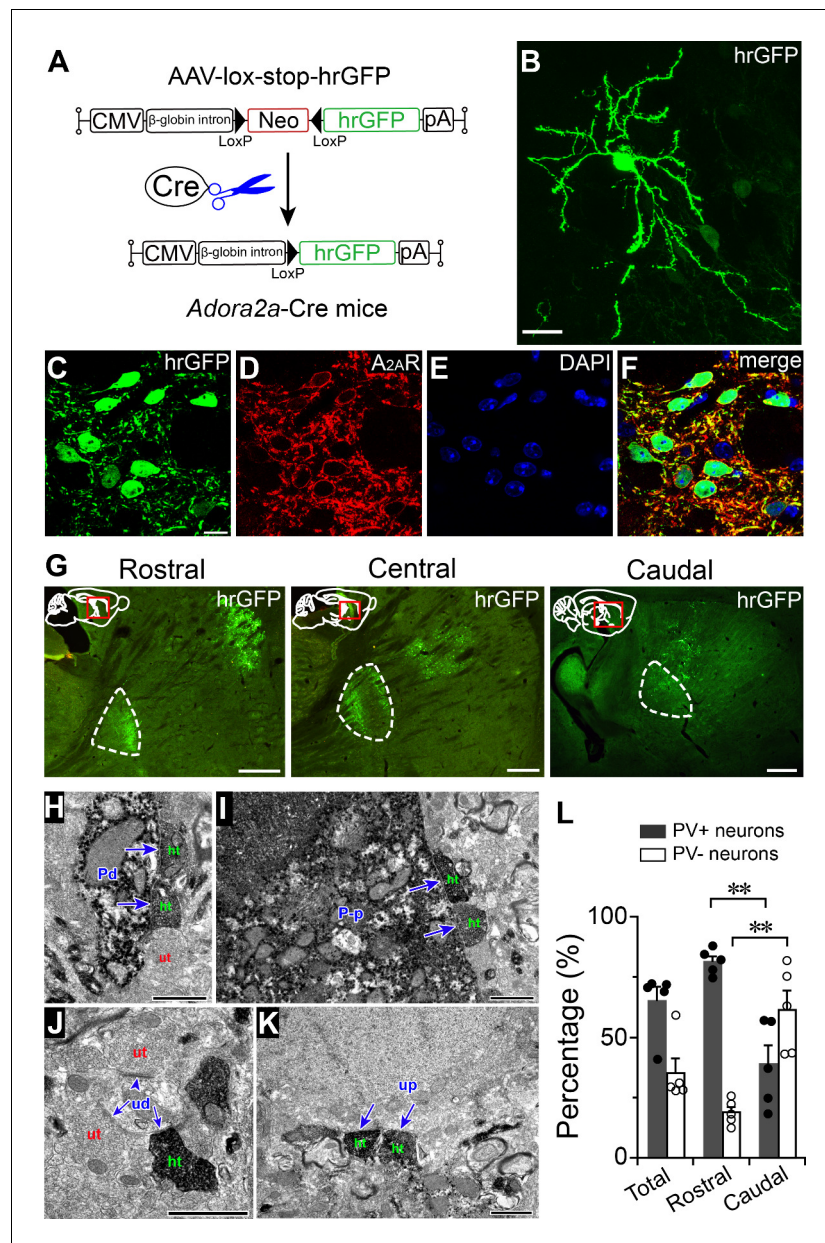 A
AAV-lox-stop-hrGFP
CMV β-globin intron Neo hrGFP pA
LoxP LoxP
Cre
CMV β-globin intron hrGFP pA
LoxP
Adora2a-Cre mice
B hrGFP
C hrGFP
D A2AR
E DAPI
F merge
G
Rostral Central Caudal
hrGFP hrGFP hrGFP
H
Pd
ht
ht
ut
I
P-p
ht
ht
J
ut
ud
ut
ht
K
up
ht ht
L
PV+ neurons
PV- neurons
** **
Percentage (%)
100
50
0
Total Rostral Caudal